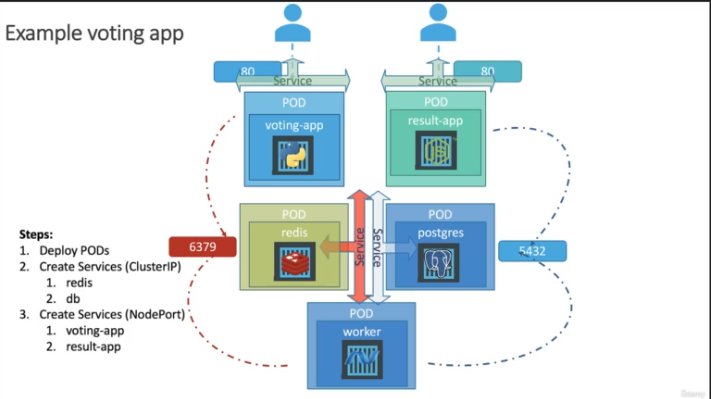 Example voting app
80
Service
80
Service
POD
voting-app
POD
result-app
POD
redis
Service
Service
POD
postgres
6379
5432
POD
worker
Steps:
1. Deploy PODs
2. Create Services (ClusterIP)
1. redis
2. db
3. Create Services (NodePort)
1. voting-app
2. result-app
Udemy